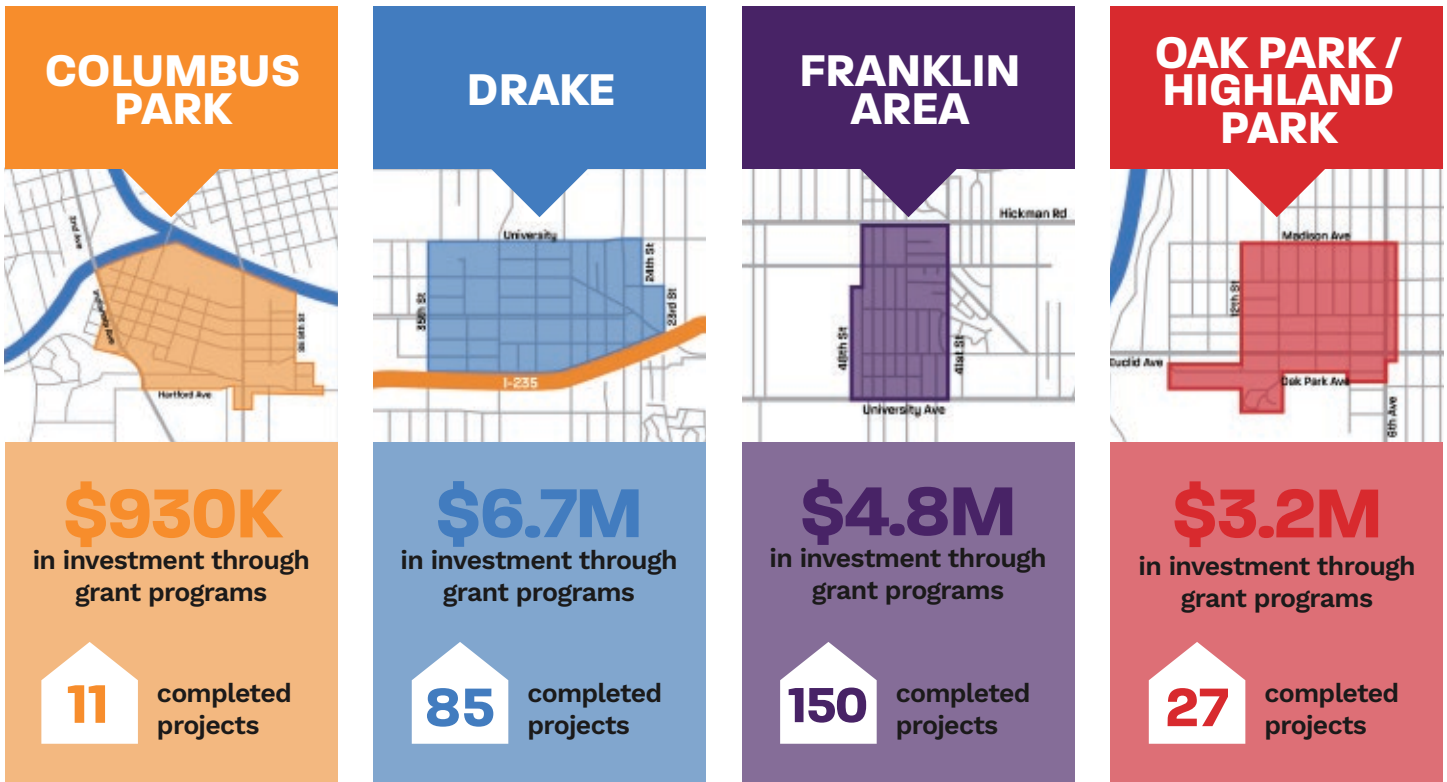 COLUMBUS
PARK
2nd Ave
Hartford Ave
$930K
in investment through
grant programs
11
completed
projects
DRAKE
University
24th St
35th St
23rd St
I-235
$6.7M
in investment through
grant programs
85
completed
projects
FRANKLIN
AREA
Hickman Rd
48th St
41st St
University Ave
$4.8M
in investment through
grant programs
150
completed
projects
OAK PARK /
HIGHLAND
PARK
Madison Ave
12th St
Euclid Ave
Oak Park Ave
6th Ave
$3.2M
in investment through
grant programs
27
completed
projects